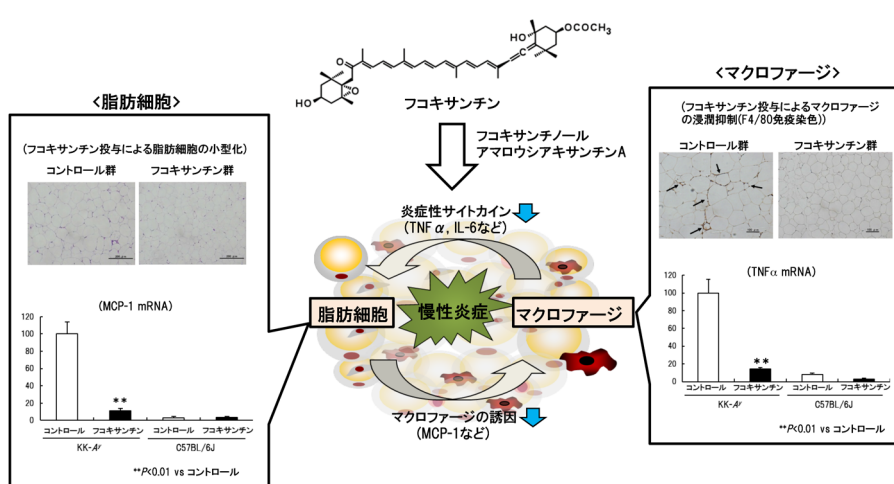 HO
O
O
C
HO
OCOCH3
フコキサンチン
フコキサンチノール
アマロウシアキサンチンA
<脂肪細胞>
(フコキサンチン投与による脂肪細胞の小型化)
コントロール群 フコキサンチン群
(MCP-1 mRNA)
120
100
80
60
40
20
0
コントロール フコキサンチン コントロール フコキサンチン
KK-Ay C57BL/6J
**
**P<0.01 vs コントロール
炎症性サイトカイン
(TNFα, IL-6など)
脂肪細胞 慢性炎症 マクロファージ
マクロファージの誘因
(MCP-1など)
<マクロファージ>
(フコキサンチン投与によるマクロファージ
の浸潤抑制(F4/80免疫染色))
コントロール群 フコキサンチン群
(TNFα mRNA)
120
100
80
60
40
20
0
**
コントロール フコキサンチン コントロール フコキサンチン
KK-Ay C57BL/6J
**P<0.01 vs コントロール